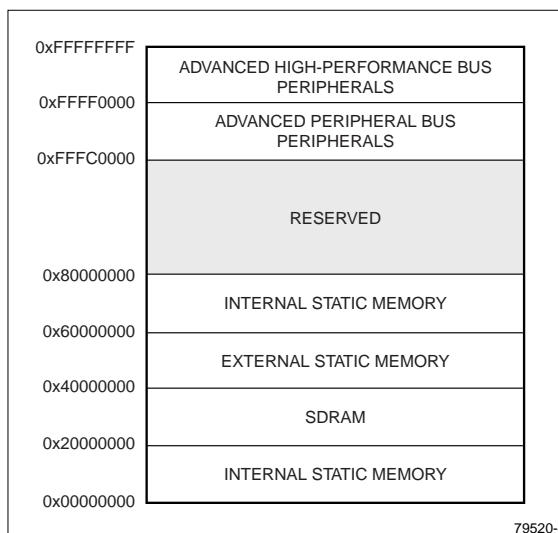 0xFFFFFFFF
ADVANCED HIGH-PERFORMANCE BUS
PERIPHERALS
0xFFFF0000
ADVANCED PERIPHERAL BUS
PERIPHERALS
0xFFFC0000
RESERVED
0x80000000
INTERNAL STATIC MEMORY
0x60000000
EXTERNAL STATIC MEMORY
0x40000000
SDRAM
0x20000000
INTERNAL STATIC MEMORY
0x00000000
79520-